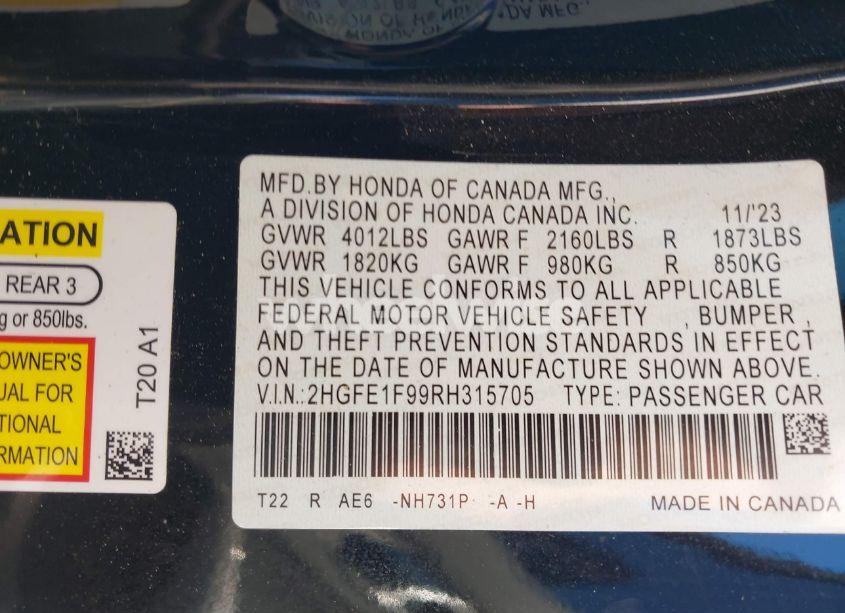 ATION
REAR 3
g or 850lbs.
OWNER'S
UAL FOR
TIONAL
RMATION
T20 A1
MFD.BY HONDA OF CANADA MFG.,
A DIVISION OF HONDA CANADA INC. 11/'23
GVWR 4012LBS GAWR F 2160LBS R 1873LBS
GVWR 1820KG GAWR F 980KG R 850KG
THIS VEHICLE CONFORMS TO ALL APPLICABLE
FEDERAL MOTOR VEHICLE SAFETY , BUMPER ,
AND THEFT PREVENTION STANDARDS IN EFFECT
ON THE DATE OF MANUFACTURE SHOWN ABOVE.
V.I.N.:2HGFE1F99RH315705 TYPE: PASSENGER CAR
T22 R AE6 -NH731P -A -H MADE IN CANADA